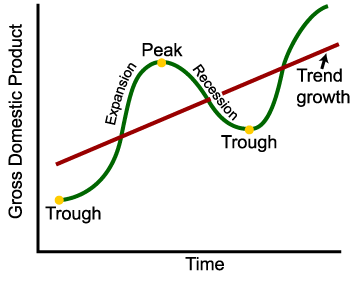 Gross Domestic Product
Peak
Expansion
Recession
Trend
growth
Trough
Trough
Time